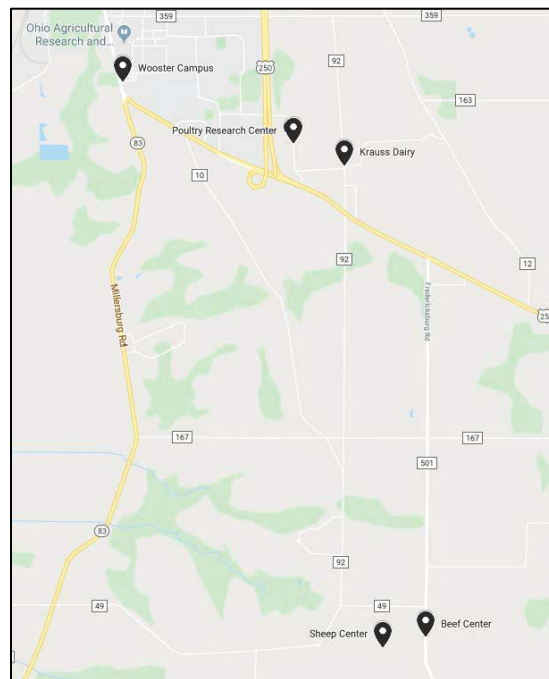 359
359
Ohio Agricultural
Research and...
Wooster Campus
250
92
163
Poultry Research Center
Krauss Dairy
83
10
92
12
Fredericksburg Rd
Millersburg Rd
167
167
501
83
92
49
49
Sheep Center
Beef Center